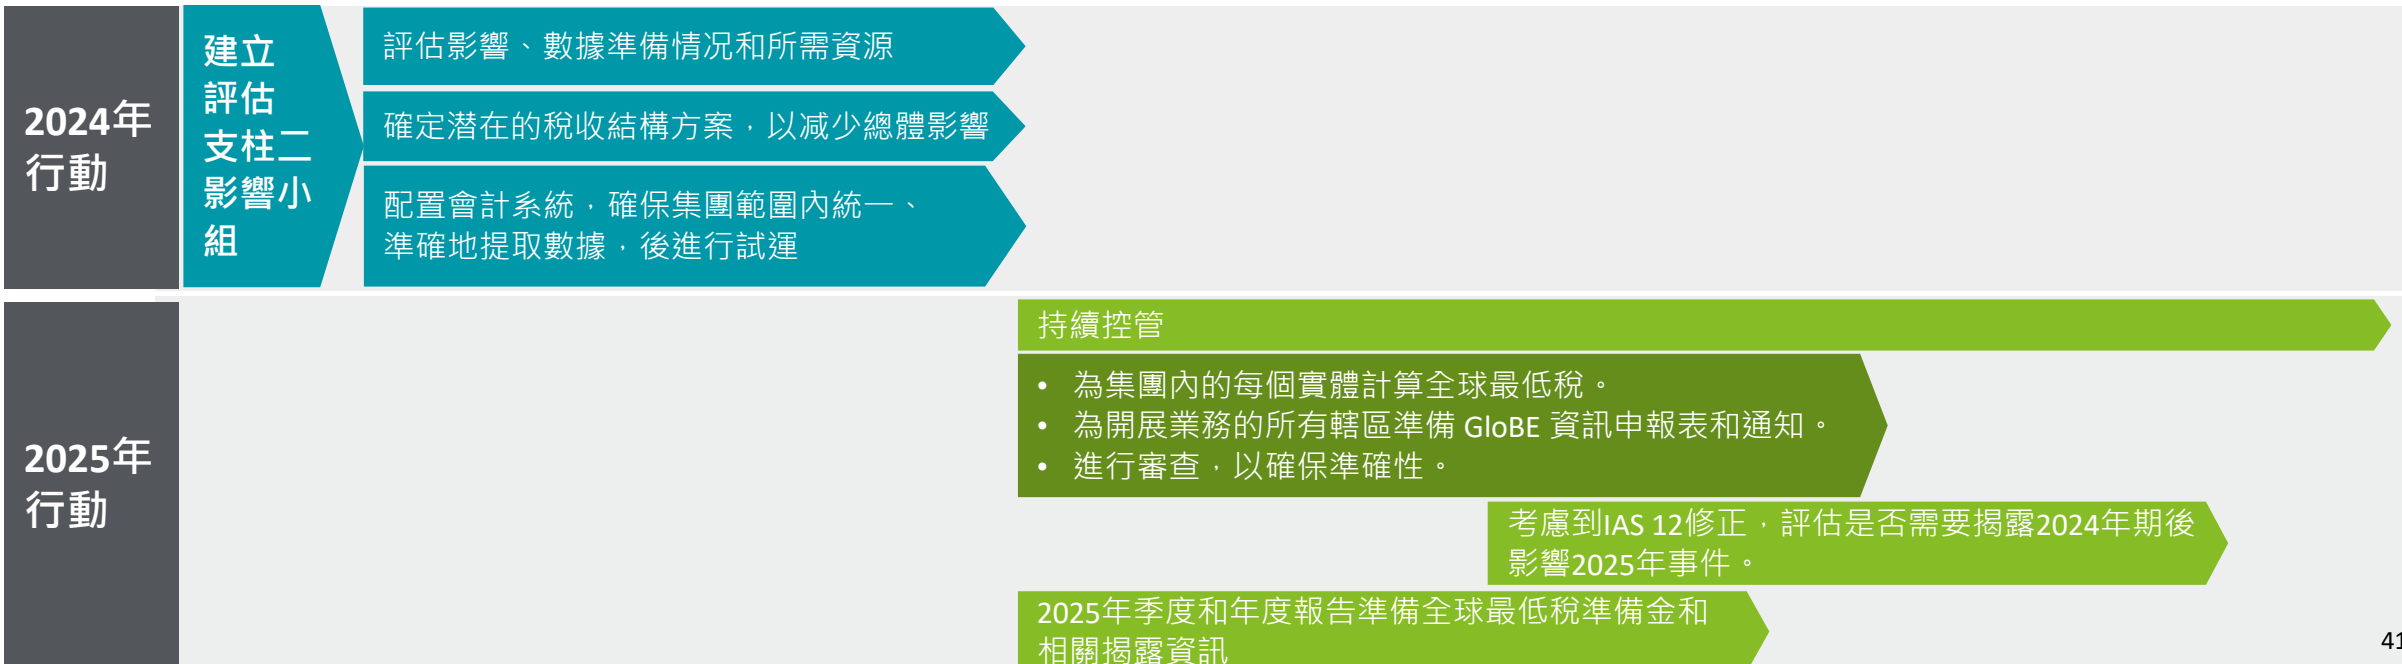 2024年
行動
建立
評估
支柱二
影響小
組
評估影響、數據準備情况和所需資源
確定潜在的稅收結構方案，以减少總體影響
配置會計系統，確保集團範圍內統一、
準確地提取數據，後進行試運
2025年
行動
持續控管
• 為集團內的每個實體計算全球最低稅。
• 為開展業務的所有轄區準備 GloBE 資訊申報表和通知。
• 進行審查，以確保準確性。
考慮到IAS 12修正，評估是否需要揭露2024年期後
影響2025年事件。
2025年季度和年度報告準備全球最低稅準備金和
相關揭露資訊
41